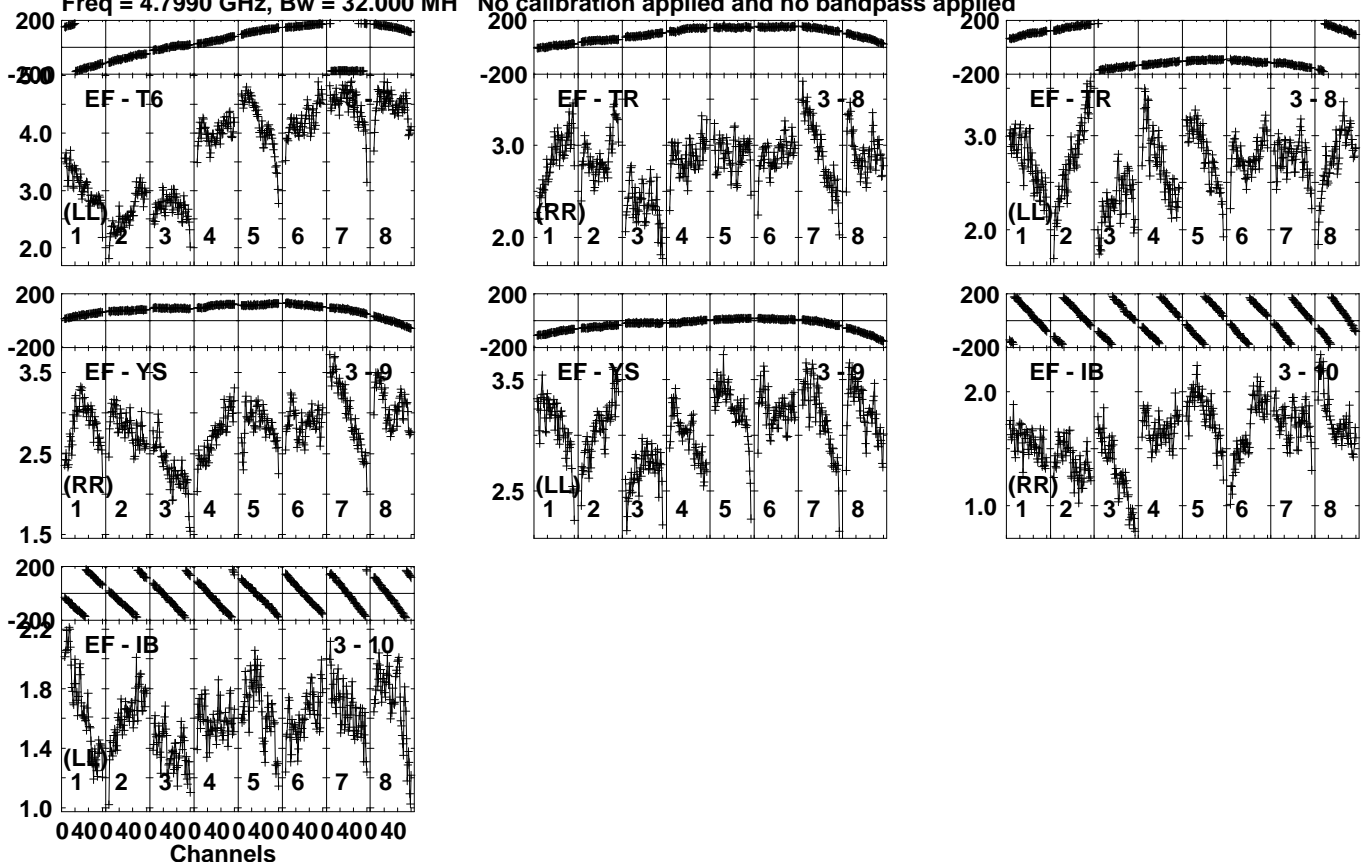 Freq = 4.7990 GHz, Bw = 32.000 MH No calibration applied and no bandpass applied
200 200 200
-200 -200 -200
5.0
EF - T6 EF - TR 3 - 8 EF - TR 3 - 8
4.0 3.0 3.0
3.0
(LL) (RR) (LL)
1 2 3 4 5 6 7 8 1 2 3 4 5 6 7 8 1 2 3 4 5 6 7 8
2.0 2.0 2.0
200 200 200
-200 -200 -200
3.5 EF - YS 3 - 9 3.5 EF - YS 3 - 9 2.0 EF - IB 3 - 10
2.5 (RR) 2.5 (LL) (RR)
1 2 3 4 5 6 7 8 1 2 3 4 5 6 7 8 1.0 1 2 3 4 5 6 7 8
1.5
200
-200
2.2 EF - IB 3 - 10
1.8
1.4 (LL)
1 2 3 4 5 6 7 8
1.0
0 40 0 40 0 40 0 40 0 40 0 40 0 40 0 40
Channels